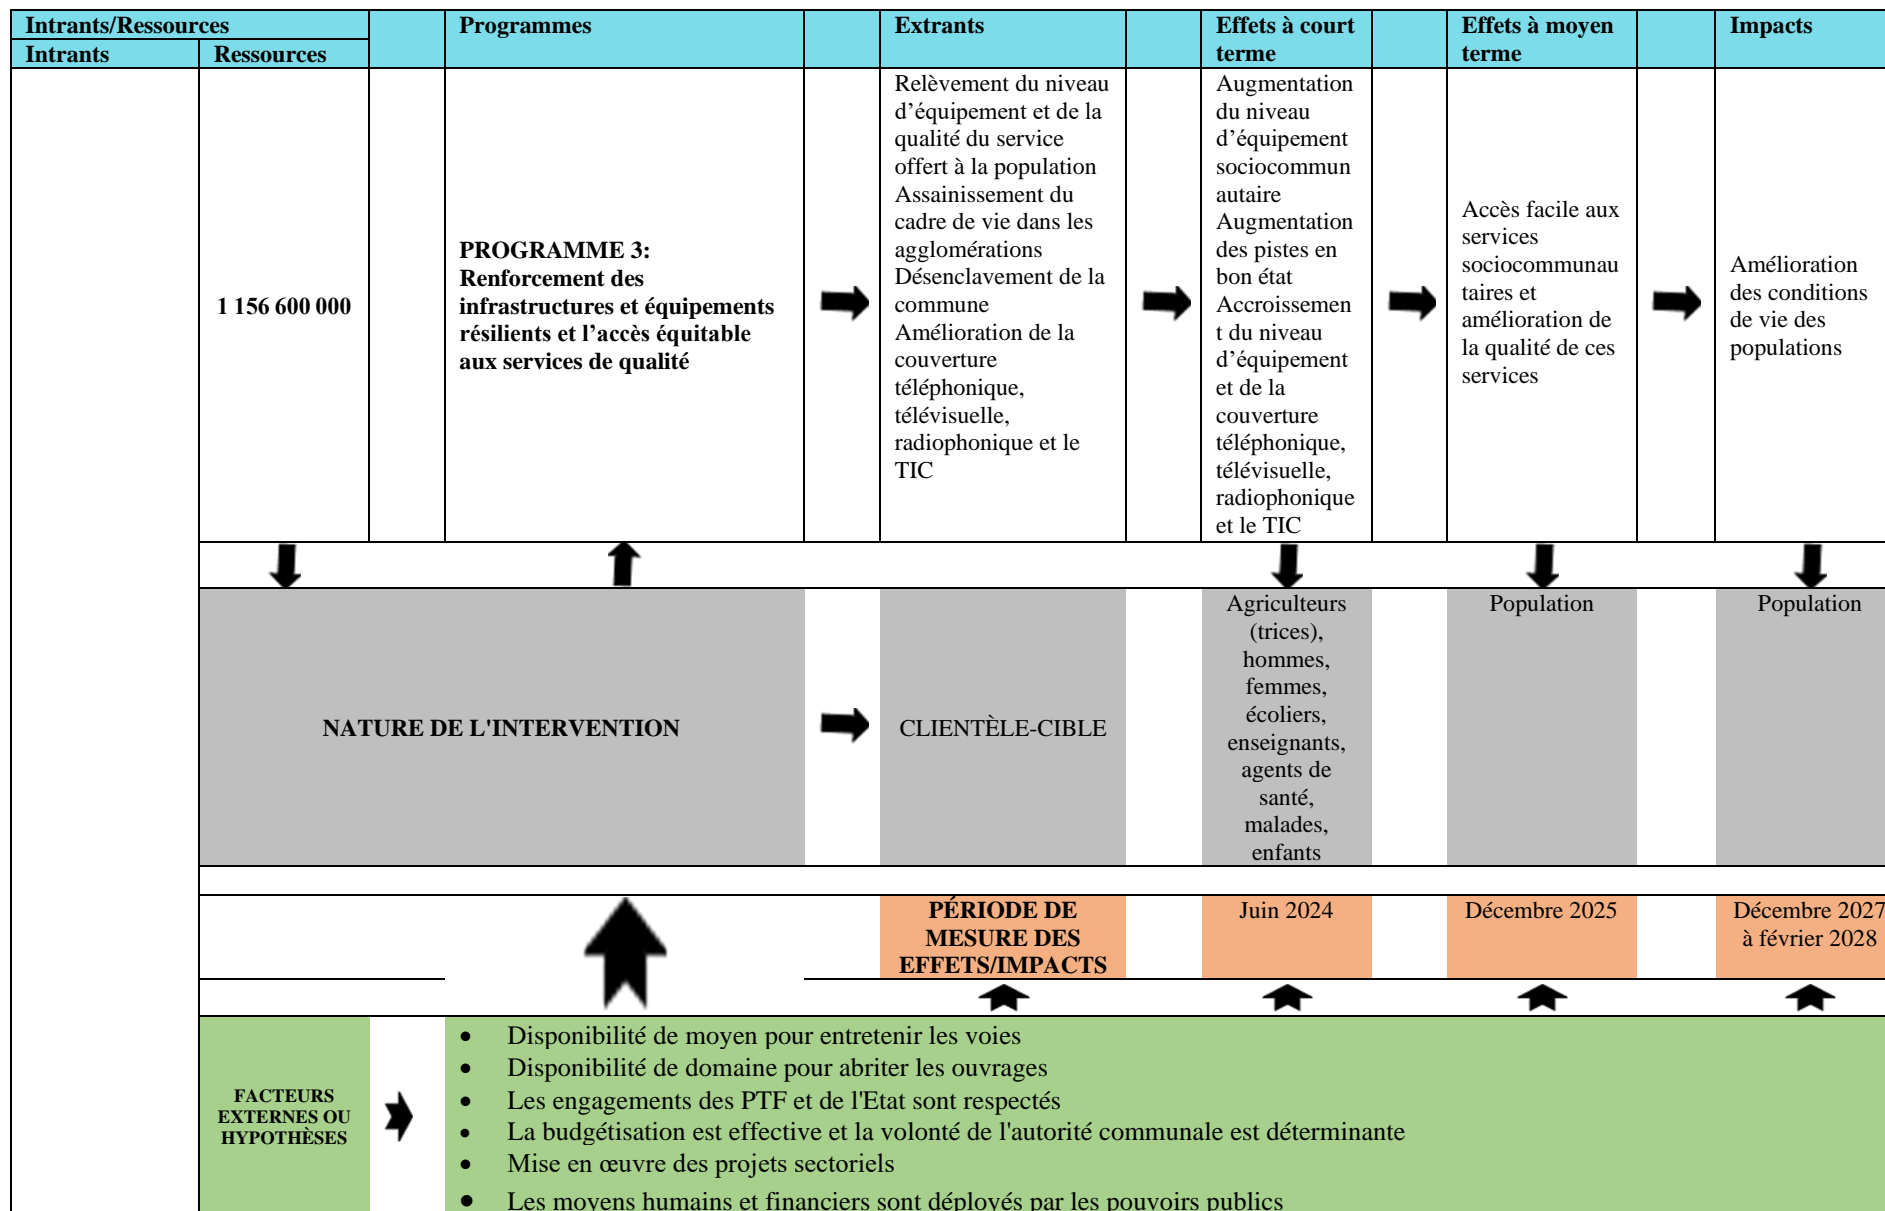 Intrants/Ressources
Intrants
Ressources
Programmes
Extrants
Effets à court
terme
Effets à moyen
terme
Impacts
1 156 600 000
PROGRAMME 3:
Renforcement des
infrastructures et équipements
résilients et l’accès équitable
aux services de qualité
Relèvement du niveau
d’équipement et de la
qualité du service
offert à la population
Assainissement du
cadre de vie dans les
agglomérations
Désenclavement de la
commune
Amélioration de la
couverture
téléphonique,
télévisuelle,
radiophonique et le
TIC
Augmentation
du niveau
d’équipement
sociocommun
autaire
Augmentation
des pistes en
bon état
Accroissemen
t du niveau
d’équipement
et de la
couverture
téléphonique,
télévisuelle,
radiophonique
et le TIC
Accès facile aux
services
sociocommunau
taires et
amélioration de
la qualité de ces
services
Amélioration
des conditions
de vie des
populations
NATURE DE L'INTERVENTION
CLIENTÈLE-CIBLE
Agriculteurs
(trices),
hommes,
femmes,
écoliers,
enseignants,
agents de
santé,
malades,
enfants
Population
Population
PÉRIODE DE
MESURE DES
EFFETS/IMPACTS
Juin 2024
Décembre 2025
Décembre 2027
à février 2028
FACTEURS
EXTERNES OU
HYPOTHÈSES
• Disponibilité de moyen pour entretenir les voies
• Disponibilité de domaine pour abriter les ouvrages
• Les engagements des PTF et de l'Etat sont respectés
• La budgétisation est effective et la volonté de l'autorité communale est déterminante
• Mise en œuvre des projets sectoriels
• Les moyens humains et financiers sont déployés par les pouvoirs publics